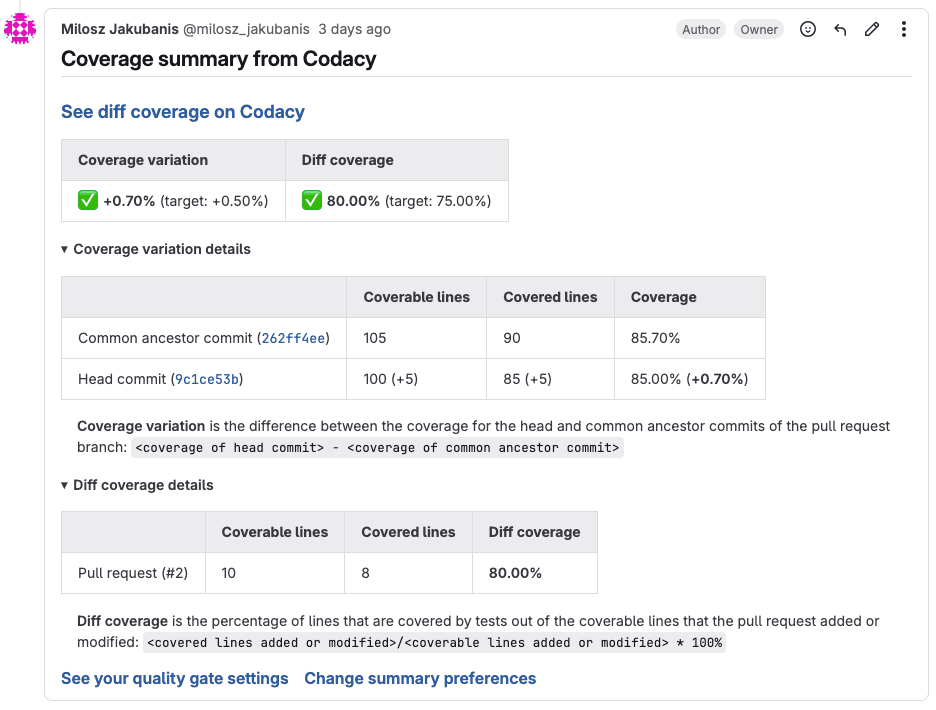 Milosz Jakubanis @milosz_jakubanis 3 days ago Author Owner
Coverage summary from Codacy
See diff coverage on Codacy
Coverage variation Diff coverage
✅ +0.70% (target: +0.50%) ✅ 80.00% (target: 75.00%)
▾ Coverage variation details
Coverable lines Covered lines Coverage
Common ancestor commit (262ff4ee) 105 90 85.70%
Head commit (9c1ce53b) 100 (+5) 85 (+5) 85.00% (+0.70%)
Coverage variation is the difference between the coverage for the head and common ancestor commits of the pull request
branch: <coverage of head commit> - <coverage of common ancestor commit>
▾ Diff coverage details
Coverable lines Covered lines Diff coverage
Pull request (#2) 10 8 80.00%
Diff coverage is the percentage of lines that are covered by tests out of the coverable lines that the pull request added or
modified: <covered lines added or modified>/<coverable lines added or modified> * 100%
See your quality gate settings Change summary preferences